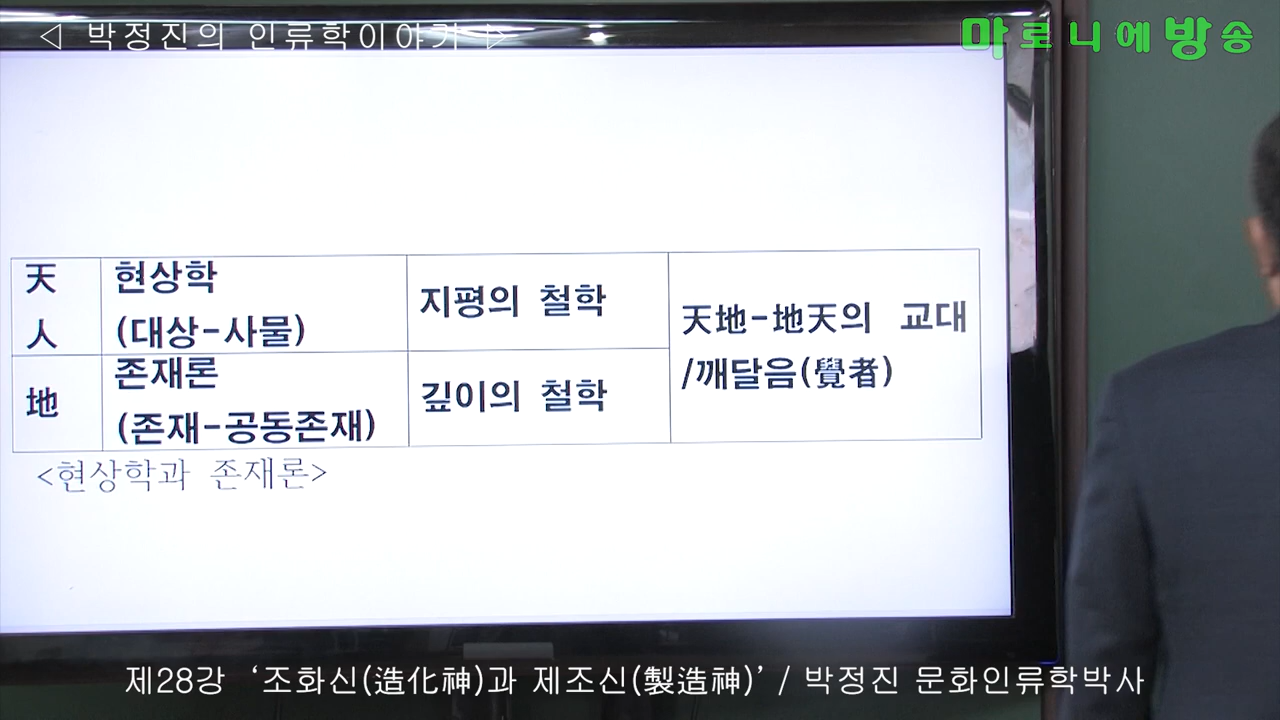 ◁ 박정진의 인류학이야기 ▷
마로니에방송
天
人
현상학
(대상-사물)
지평의 철학
天地-地天의 교대
/깨달음(覺者)
地
존재론
(존재-공동존재)
깊이의 철학
<현상학과 존재론>
제28강 ‘조화신(造化神)과 제조신(製造神)’ / 박정진 문화인류학박사